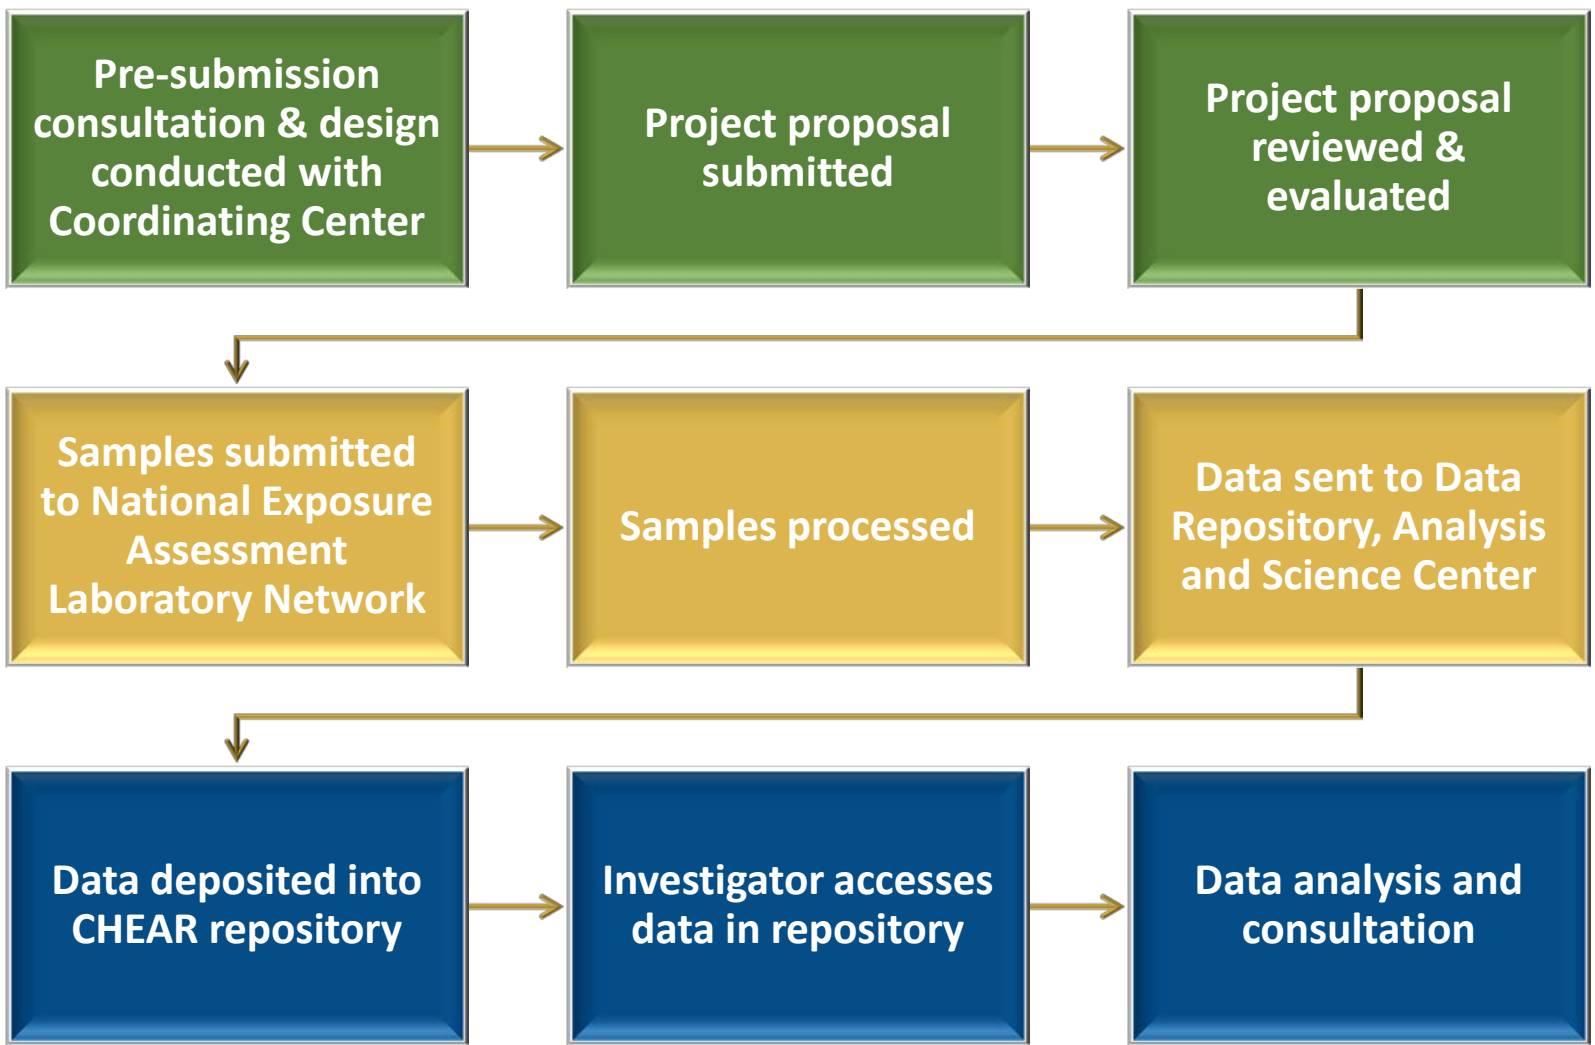 Pre-submission
consultation & design
conducted with
Coordinating Center
Project proposal
submitted
Project proposal
reviewed &
evaluated
Samples submitted
to National Exposure
Assessment
Laboratory Network
Samples processed
Data sent to Data
Repository, Analysis
and Science Center
Data deposited into
CHEAR repository
Investigator accesses
data in repository
Data analysis and
consultation